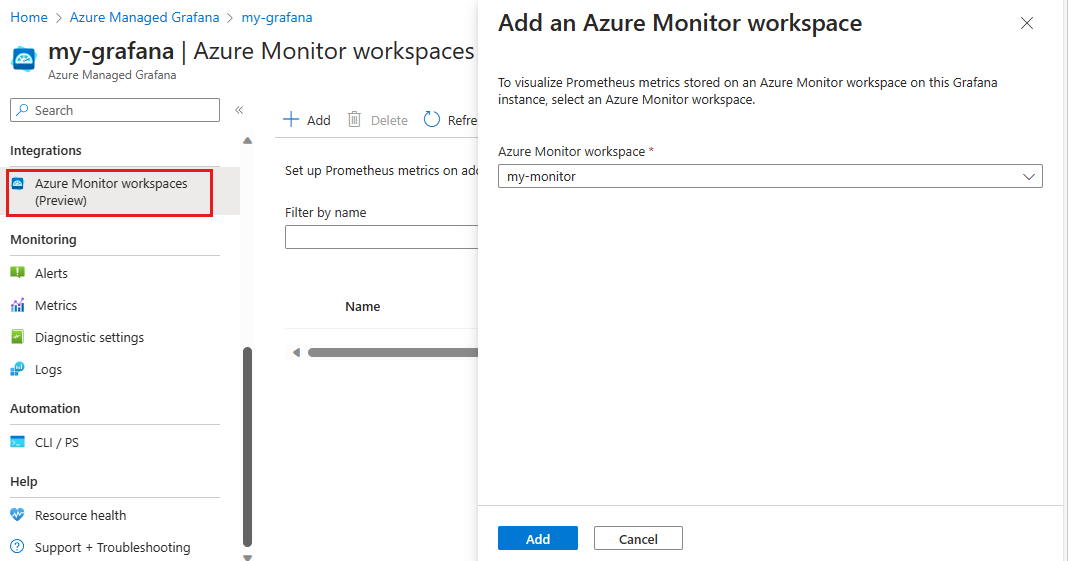 Home > Azure Managed Grafana > my-grafana
my-grafana | Azure Monitor workspaces
Azure Managed Grafana
Search
«
Integrations
Azure Monitor workspaces
(Preview)
Monitoring
Alerts
Metrics
Diagnostic settings
Logs
Automation
CLI / PS
Help
Resource health
Support + Troubleshooting
Add
Delete
Refre
Set up Prometheus metrics on add
Filter by name
Name
Add an Azure Monitor workspace
To visualize Prometheus metrics stored on an Azure Monitor workspace on this Grafana
instance, select an Azure Monitor workspace.
Azure Monitor workspace *
my-monitor
Add
Cancel